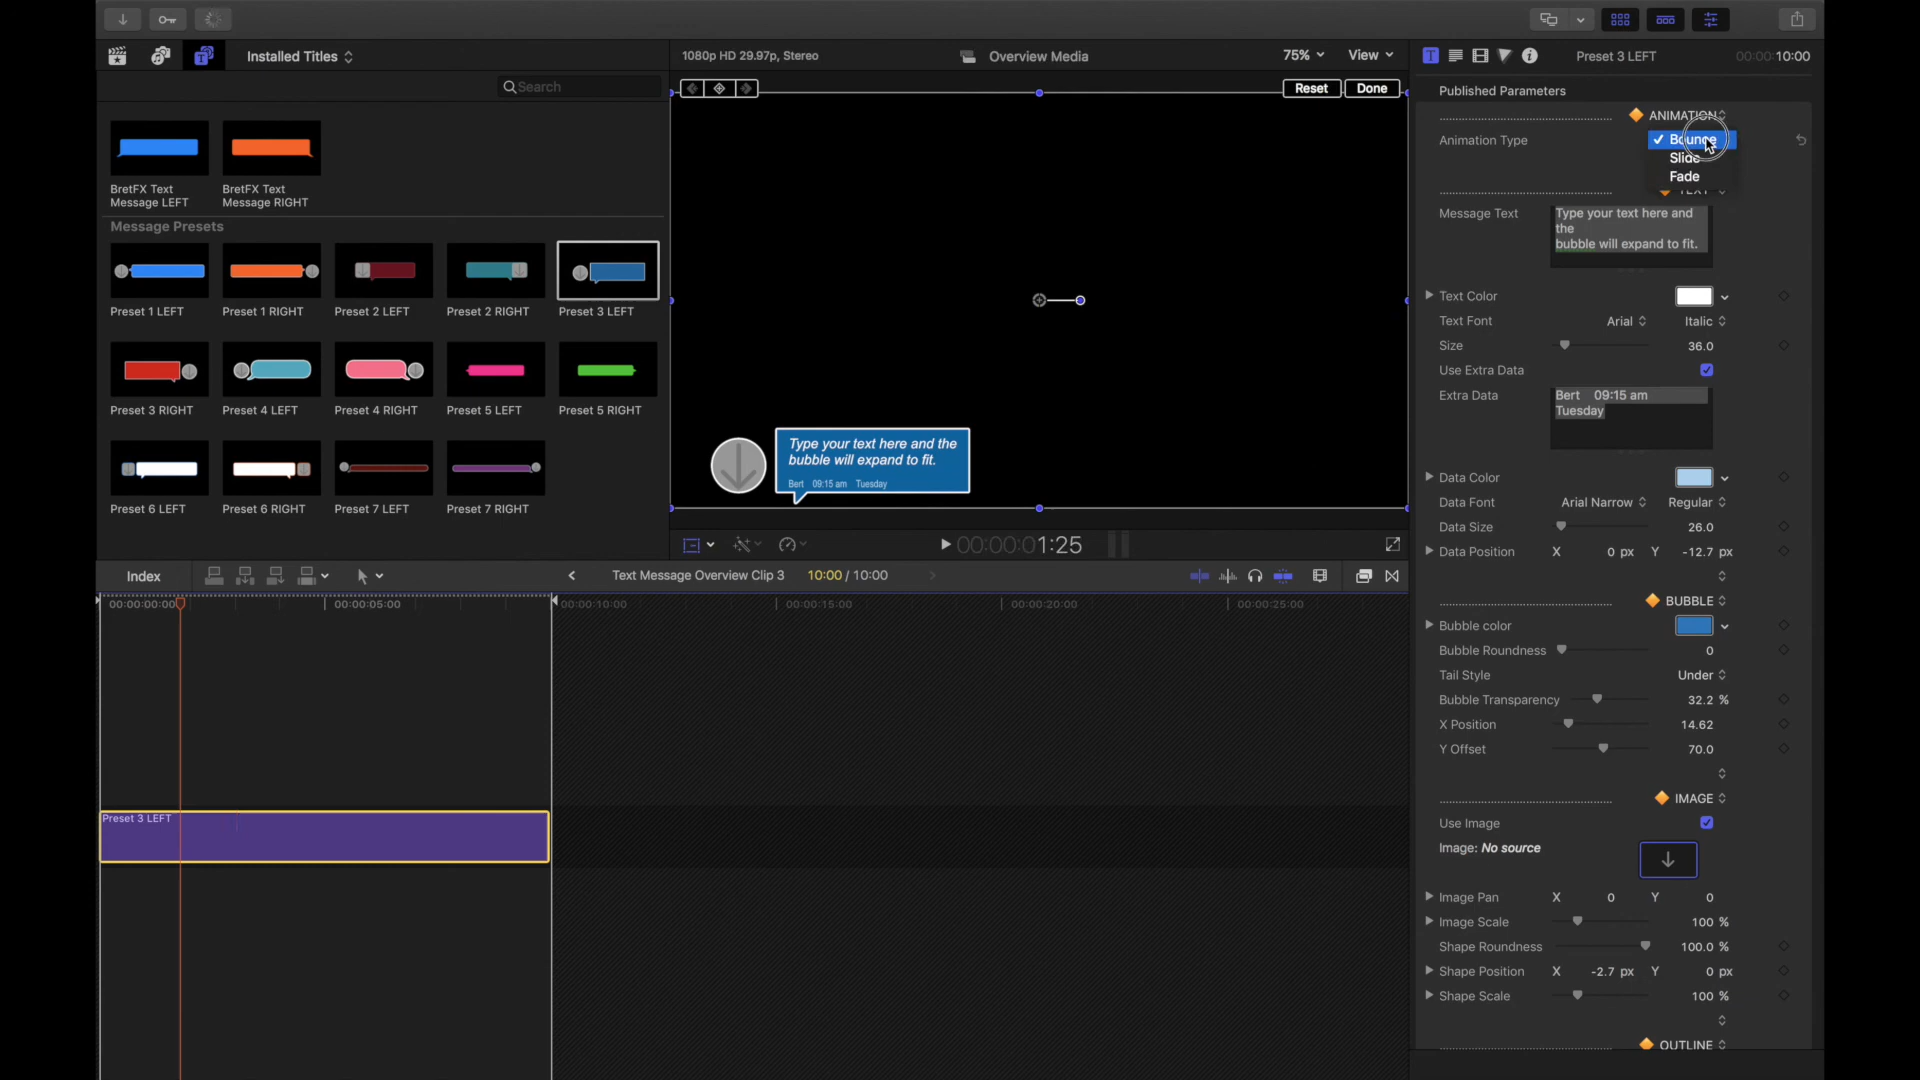 Installed Titles
1080p HD 29.97p, Stereo
Overview Media
75%
View
Preset 3 LEFT
00:00:10:00
Search
Reset
Done
Published Parameters
ANIMATION
Animation Type
Bounce
Slide
Fade
TEXT
BretFX Text
Message LEFT
BretFX Text
Message RIGHT
Message Presets
Preset 1 LEFT
Preset 1 RIGHT
Preset 2 LEFT
Preset 2 RIGHT
Preset 3 LEFT
Preset 3 RIGHT
Preset 4 LEFT
Preset 4 RIGHT
Preset 5 LEFT
Preset 5 RIGHT
Preset 6 LEFT
Preset 6 RIGHT
Preset 7 LEFT
Preset 7 RIGHT
Type your text here and the
bubble will expand to fit.
Bert 09:15 am Tuesday
00:00:01:25
Message Text
Type your text here and
the
bubble will expand to fit.
Text Color
Text Font Arial Italic
Size 36.0
Use Extra Data
Extra Data
Bert 09:15 am
Tuesday
Data Color
Data Font Arial Narrow Regular
Data Size 26.0
Data Position X 0 px Y -12.7 px
BUBBLE
Bubble color
Bubble Roundness 0
Tail Style Under
Bubble Transparency 32.2 %
X Position 14.62
Y Offset 70.0
IMAGE
Use Image
Image: No source
Image Pan X 0 Y 0
Image Scale 100 %
Shape Roundness 100.0 %
Shape Position X -2.7 px Y 0 px
Shape Scale 100 %
OUTLINE
Index
Text Message Overview Clip 3
10:00 / 10:00
00:00:00:00
00:00:05:00
00:00:10:00
00:00:15:00
00:00:20:00
00:00:25:00
Preset 3 LEFT